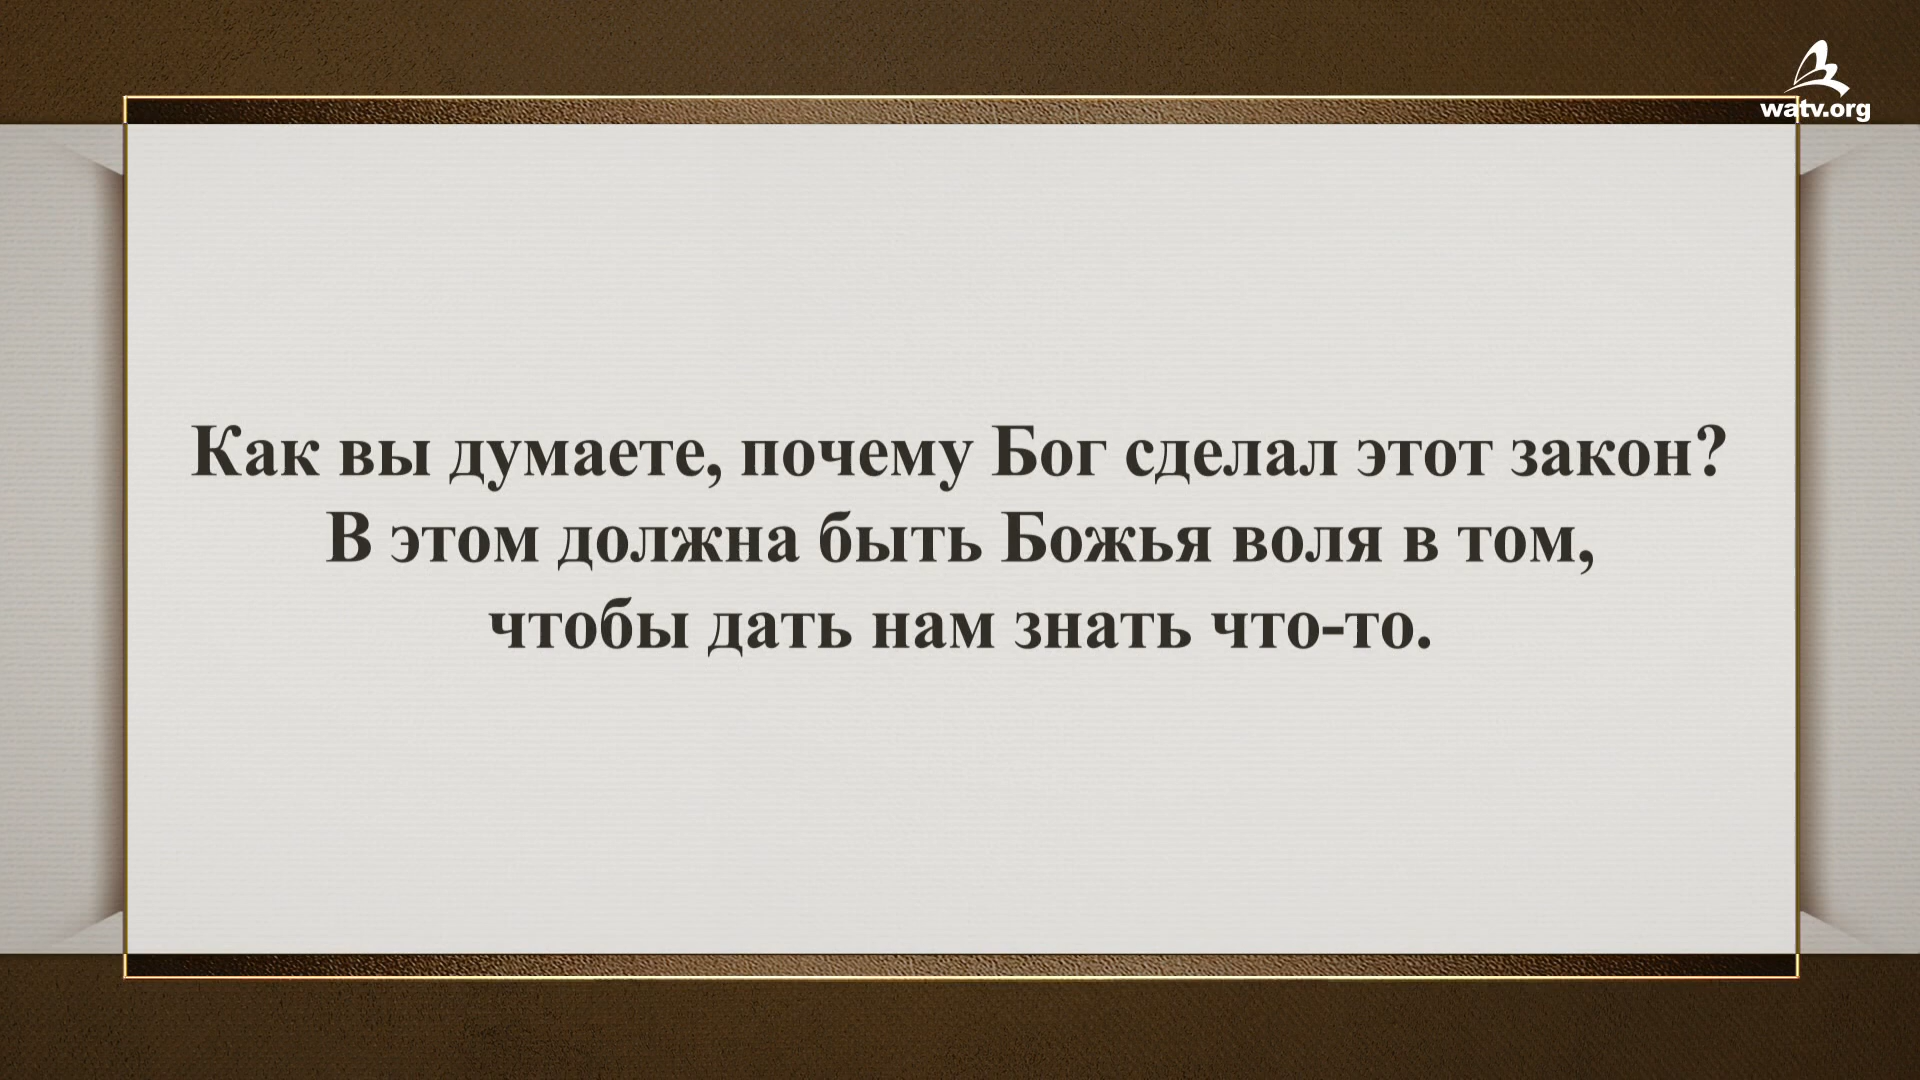 watv.org
Как вы думаете, почему Бог сделал этот закон?
В этом должна быть Божья воля в том,
чтобы дать нам знать что-то.